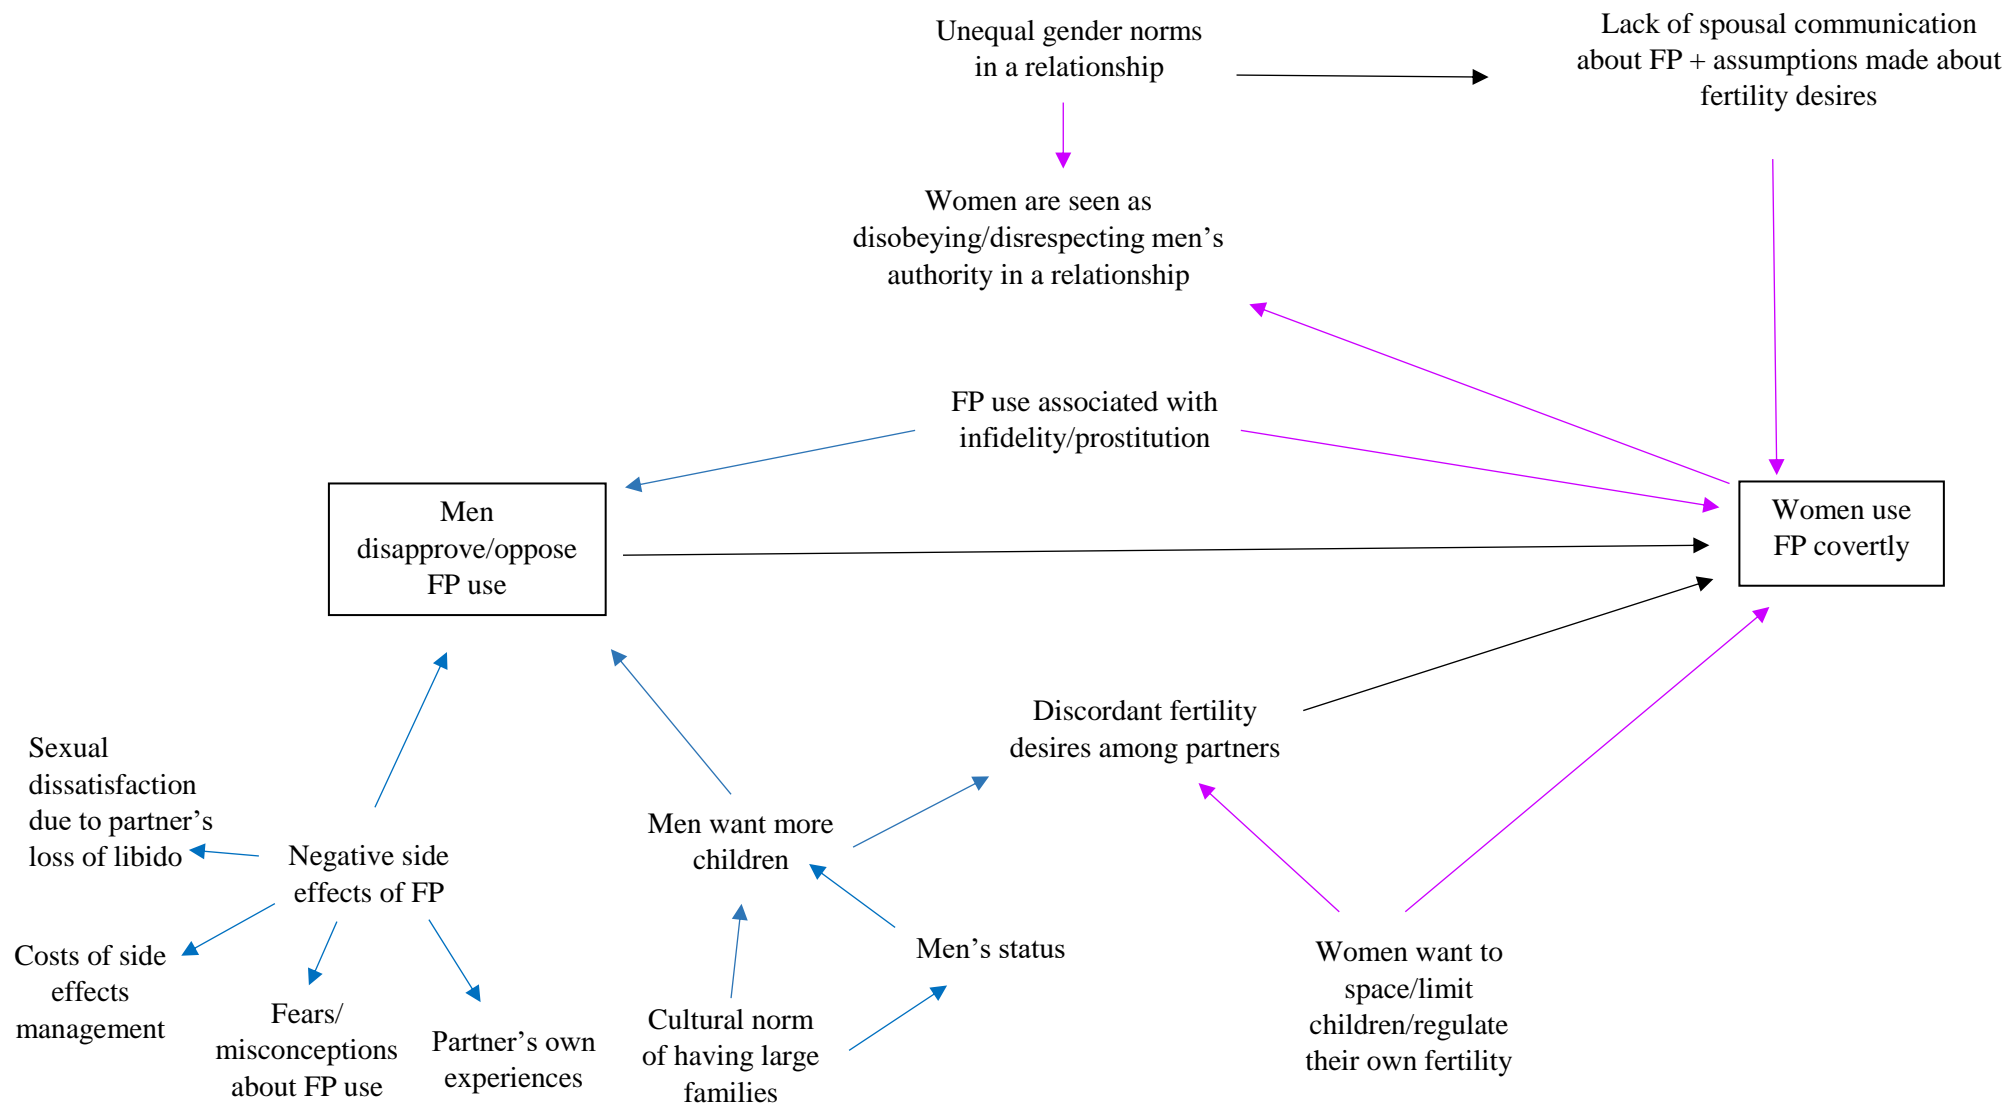 Unequal gender norms
in a relationship
Lack of spousal communication
about FP + assumptions made about
fertility desires
Women are seen as
disobeying/disrespecting men’s
authority in a relationship
FP use associated with
infidelity/prostitution
Men
disapprove/oppose
FP use
Women use
FP covertly
Discordant fertility
desires among partners
Sexual
dissatisfaction
due to partner’s
loss of libido
Negative side
effects of FP
Men want more
children
Costs of side
effects
management
Fears/
misconceptions
about FP use
Partner’s own
experiences
Cultural norm
of having large
families
Men’s status
Women want to
space/limit
children/regulate
their own fertility